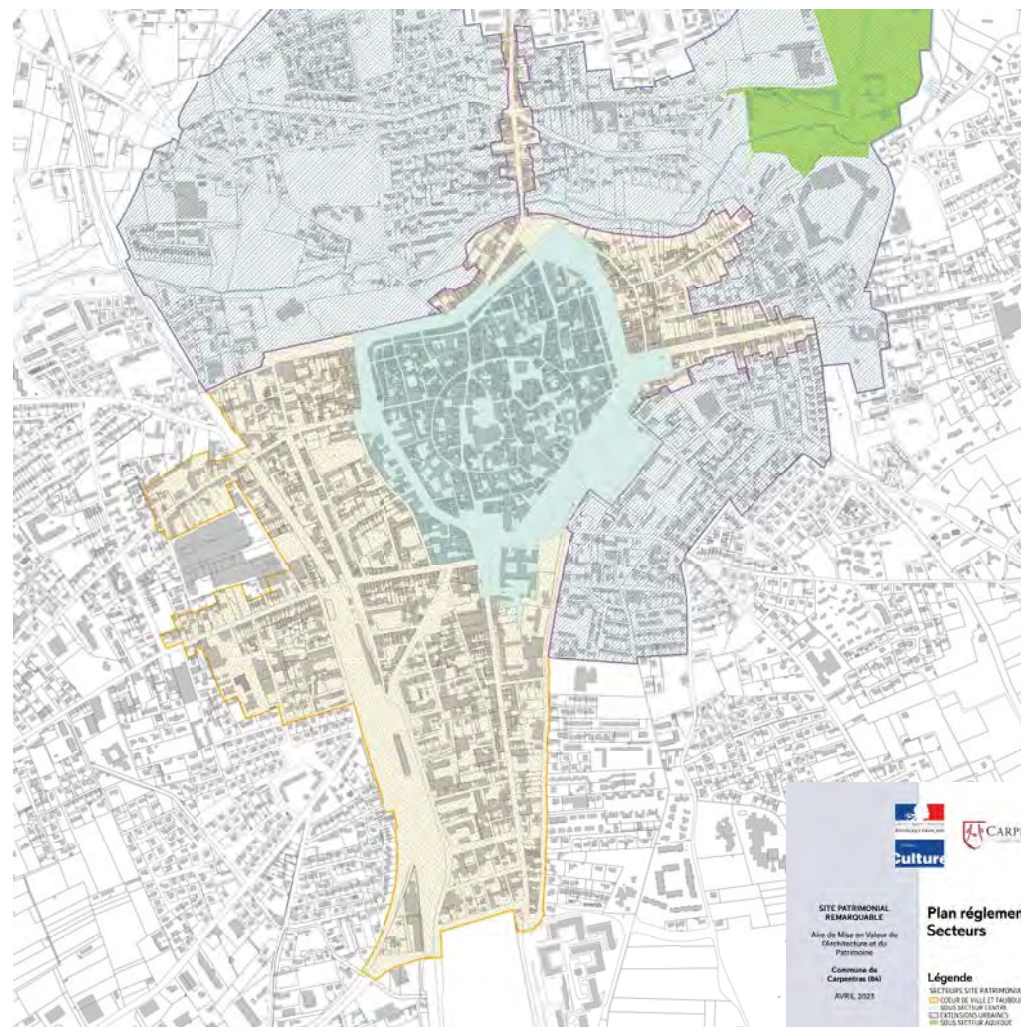 RÉPUBLIQUE FRANÇAISE
Culture
CARP
SITE PATRIMONIAL
REMARQUABLE
Aire de Mise en Valeur de
l'Architecture et du
Patrimoine
Commune de
Carpentras (84)
AVRIL 2023
Plan réglemen
Secteurs
Légende
SECTEURS SITE PATRIMONIA
COEUR DE VILLE ET FAUBOU
SOUS SECTEUR CENTRE
EXTENSIONS URBAINES
SOUS SECTEUR AQUEDUC